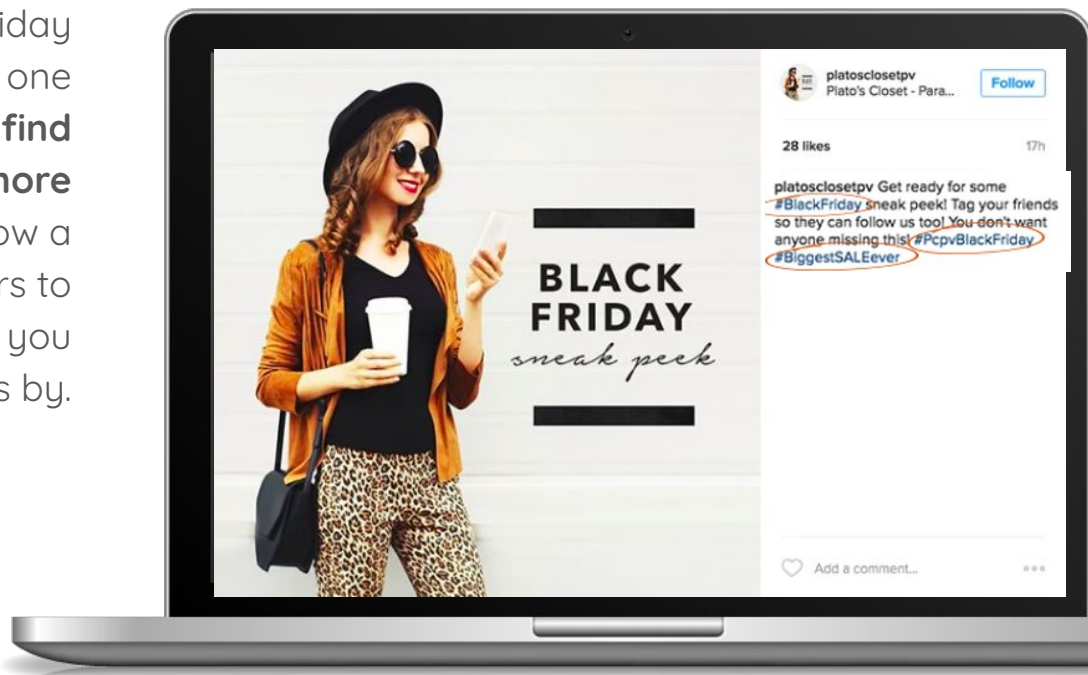 iday
one
find
nore
ow a
rs to
you
s by.
BLACK
FRIDAY
sneak peek
platosclosetpv
Plato's Closet - Para...
Follow
28 likes
17h
platosclosetpv Get ready for some
#BlackFriday sneak peek! Tag your friends
so they can follow us too! You don't want
anyone missing this! #PcpvBlackFriday
#BiggestSALEever
Add a comment...